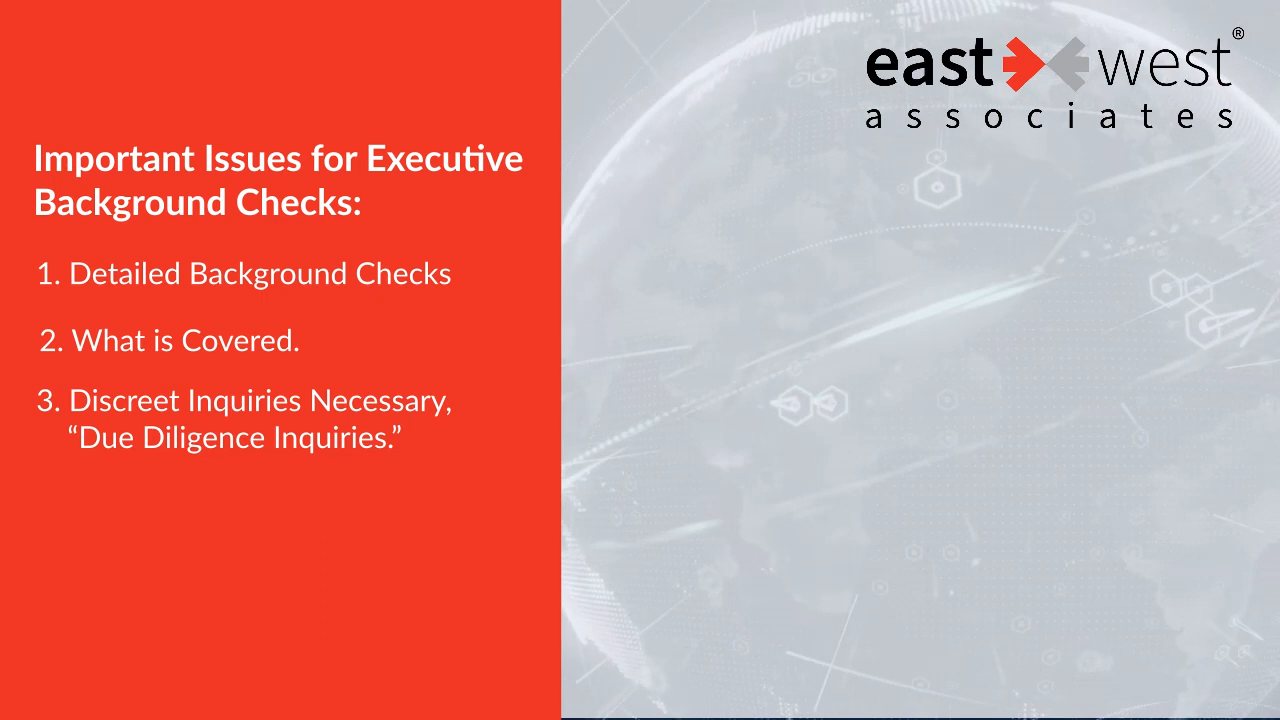 Important Issues for Executive
Background Checks:
1. Detailed Background Checks
2. What is Covered.
3. Discreet Inquiries Necessary,
“Due Diligence Inquiries.”
east west®
associates